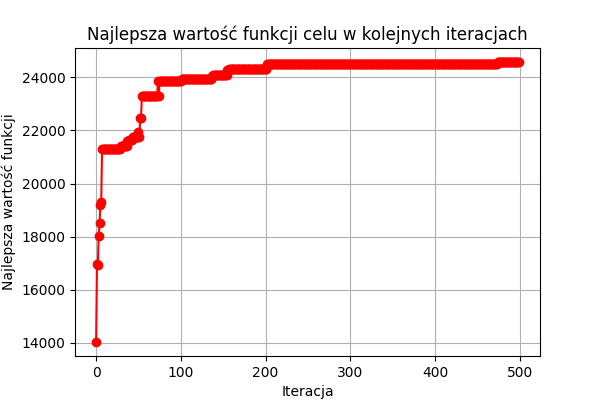 Najlepsza wartość funkcji celu w kolejnych iteracjach
24000
22000
20000
18000
16000
14000
Najlepsza wartość funkcji
0 100 200 300 400 500
Iteracja